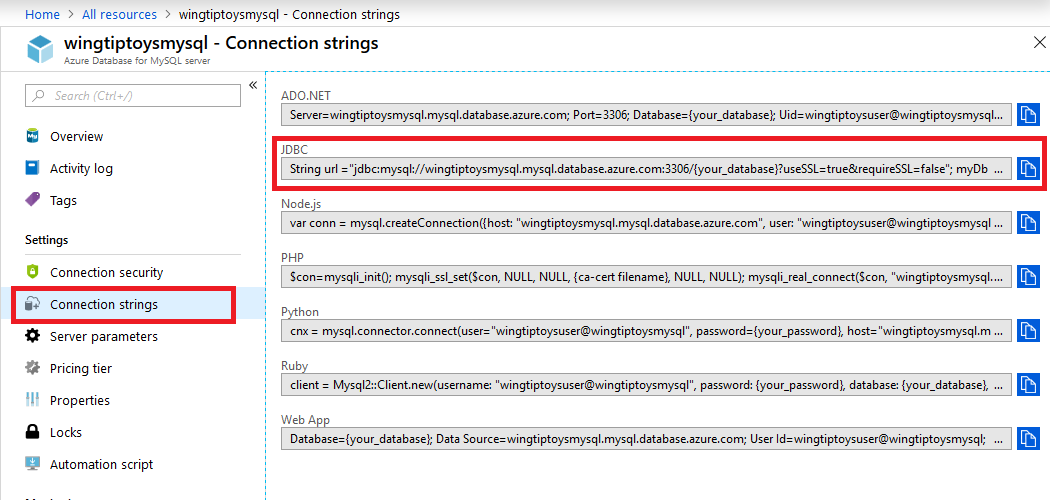 Home > All resources > wingtiptoysmysql - Connection strings
wingtiptoysmysql - Connection strings
Azure Database for MySQL server
Search (Ctrl+/)
Overview
Activity log
Tags
Settings
Connection security
Connection strings
Server parameters
Pricing tier
Properties
Locks
Automation script
ADO.NET
Server=wingtiptoysmysql.mysql.database.azure.com; Port=3306; Database={your_database}; Uid=wingtiptoysuser@wingtiptoysmysql...
JDBC
String url ="jdbc:mysql://wingtiptoysmysql.mysql.database.azure.com:3306/{your_database}?useSSL=true&requireSSL=false"; myDb ...
Node.js
var conn = mysql.createConnection({host: "wingtiptoysmysql.mysql.database.azure.com", user: "wingtiptoysuser@wingtiptoysmysql ...
PHP
$con=mysqli_init(); mysqli_ssl_set($con, NULL, NULL, {ca-cert filename}, NULL, NULL); mysqli_real_connect($con, "wingtiptoysmysql....
Python
cnx = mysql.connector.connect(user="wingtiptoysuser@wingtiptoysmysql", password={your_password}, host="wingtiptoysmysql.m ...
Ruby
client = Mysql2::Client.new(username: "wingtiptoysuser@wingtiptoysmysql", password: {your_password}, database: {your_database}, ...
Web App
Database={your_database}; Data Source=wingtiptoysmysql.mysql.database.azure.com; User Id=wingtiptoysuser@wingtiptoysmysql; ...